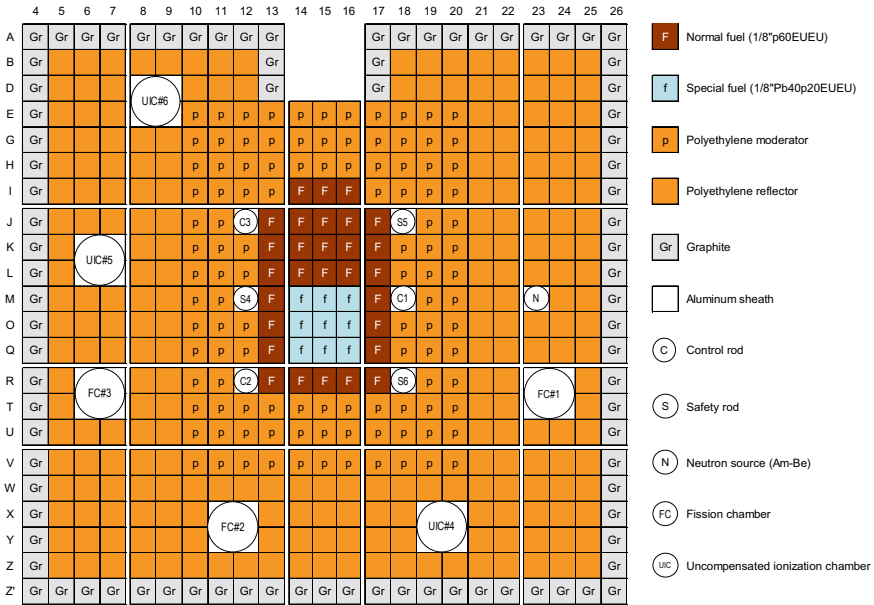 4 5 6 7 8 9 10 11 12 13 14 15 16 17 18 19 20 21 22 23 24 25 26
A Gr Gr Gr Gr Gr Gr Gr Gr Gr Gr Gr Gr Gr Gr Gr Gr Gr Gr Gr Gr
B Gr Gr Gr Gr
D Gr Gr Gr Gr
UIC#6
E Gr p p p p p p p p p p p Gr
G Gr p p p p p p p p p p p Gr
H Gr p p p p p p p p p p p Gr
I Gr p p p p F F F p p p p Gr
J Gr p p C3 F F F F F S5 p p Gr
K Gr p p p F F F F F p p p Gr
UIC#5
L Gr p p p F F F F F p p p Gr
M Gr p p S4 F f f f F C1 p p N Gr
O Gr p p p F f f f F p p p Gr
Q Gr p p p F f f f F p p p Gr
R Gr p p C2 F F F F F S6 p p Gr
FC#3 FC#1
T Gr p p p p p p p p p p p Gr
U Gr p p p p p p p p p p p Gr
V Gr p p p p p p p p p p p Gr
W Gr Gr
X Gr Gr
FC#2 UIC#4
Y Gr Gr
Z Gr Gr
Z' Gr Gr Gr Gr Gr Gr Gr Gr Gr Gr Gr Gr Gr Gr Gr Gr Gr Gr Gr Gr Gr Gr Gr
F Normal fuel (1/8"p60EUEU)
f Special fuel (1/8"Pb40p20EUEU)
p Polyethylene moderator
Polyethylene reflector
Gr Graphite
Aluminum sheath
C Control rod
S Safety rod
N Neutron source (Am-Be)
FC Fission chamber
UIC Uncompensated ionization chamber